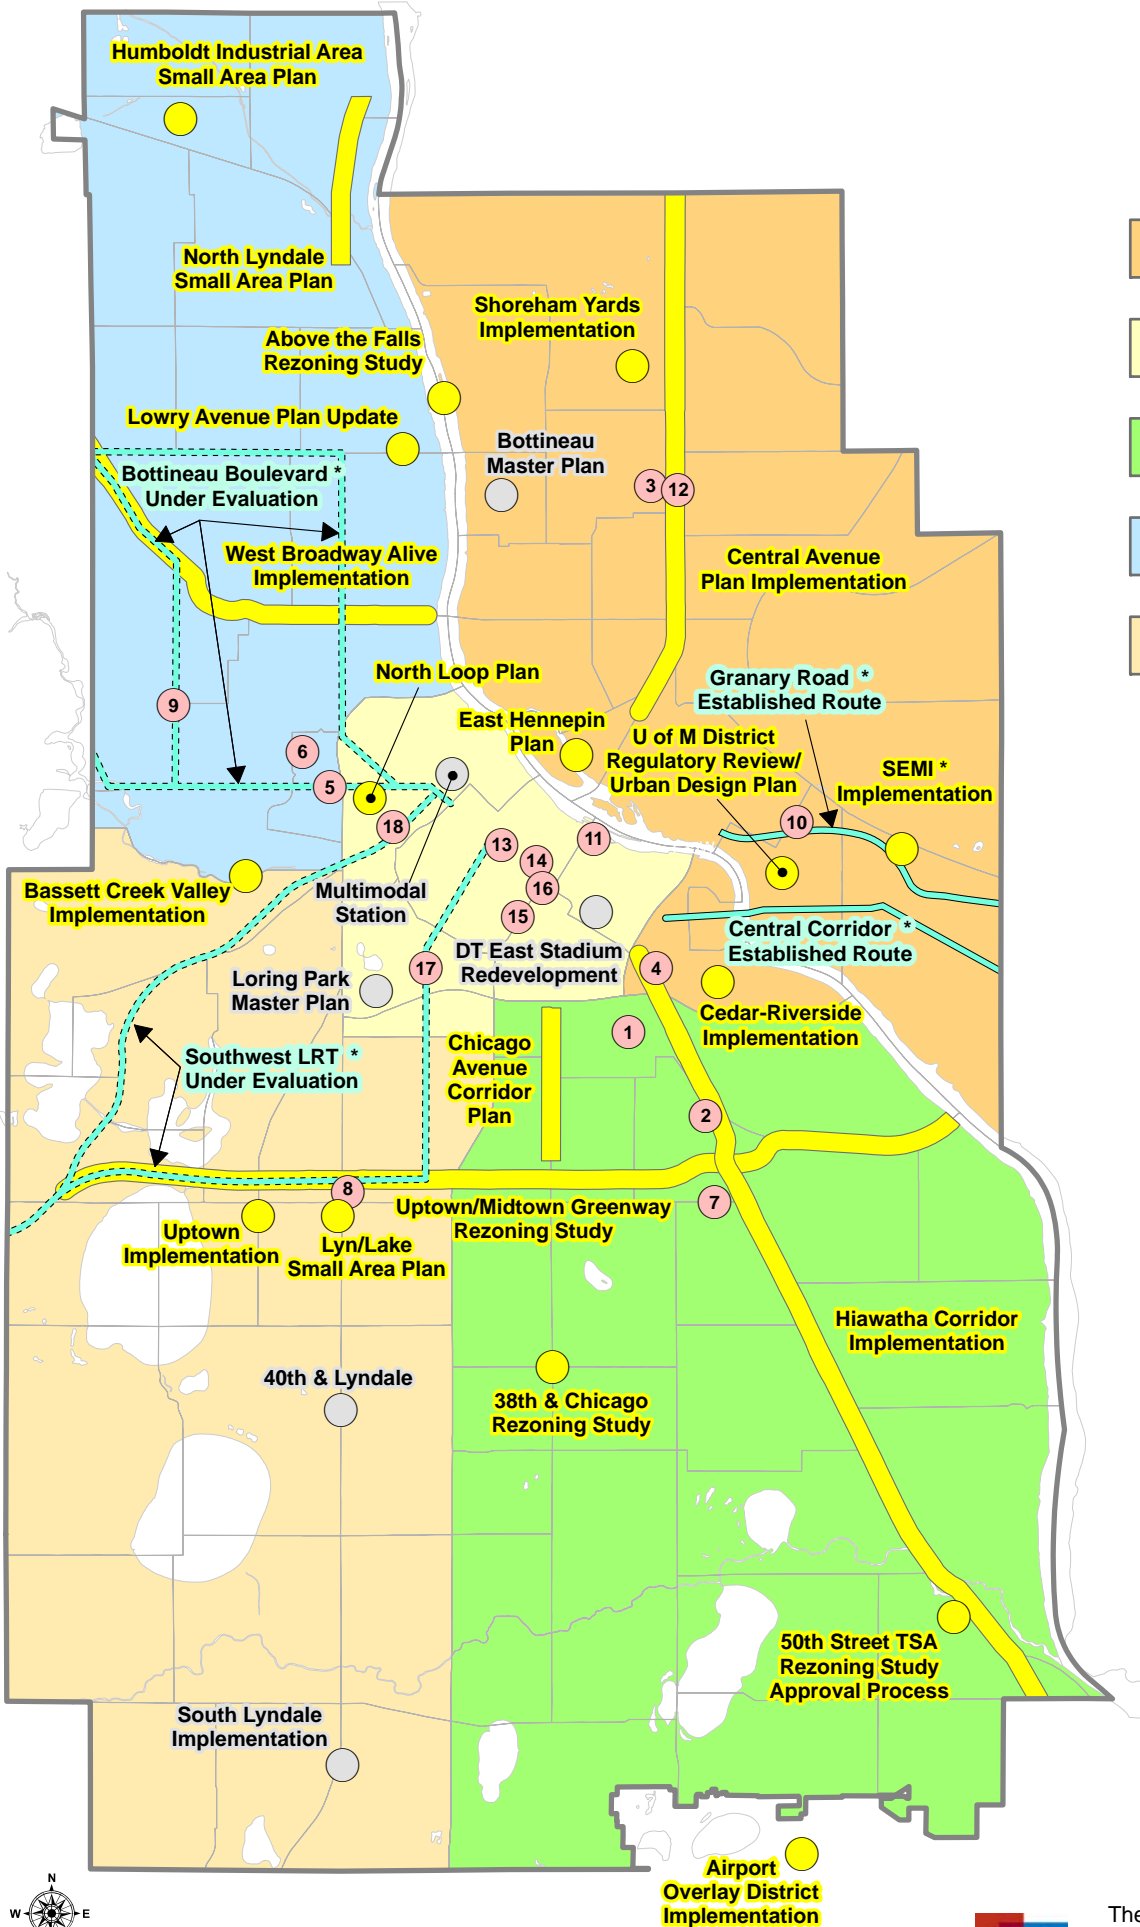 Humboldt Industrial Area
Small Area Plan
North Lyndale
Small Area Plan
Shoreham Yards
Implementation
Above the Falls
Rezoning Study
Lowry Avenue Plan Update
Bottineau
Master Plan
Bottineau Boulevard *
Under Evaluation
3
12
West Broadway Alive
Implementation
Central Avenue
Plan Implementation
North Loop Plan
Granary Road *
Established Route
9
East Hennepin
Plan
U of M District
Regulatory Review/
Urban Design Plan
6
SEMI *
Implementation
5
18
10
13
11
14
16
15
Bassett Creek Valley
Implementation
Multimodal
Station
Central Corridor *
Established Route
DT East Stadium
Redevelopment
17
4
Loring Park
Master Plan
Cedar-Riverside
Implementation
1
Chicago
Avenue
Corridor
Plan
Southwest LRT *
Under Evaluation
2
8
7
Uptown/Midtown Greenway
Rezoning Study
Uptown
Implementation
Lyn/Lake
Small Area Plan
Hiawatha Corridor
Implementation
40th & Lyndale
38th & Chicago
Rezoning Study
50th Street TSA
Rezoning Study
Approval Process
South Lyndale
Implementation
Airport
Overlay District
Implementation
N
W
E
The